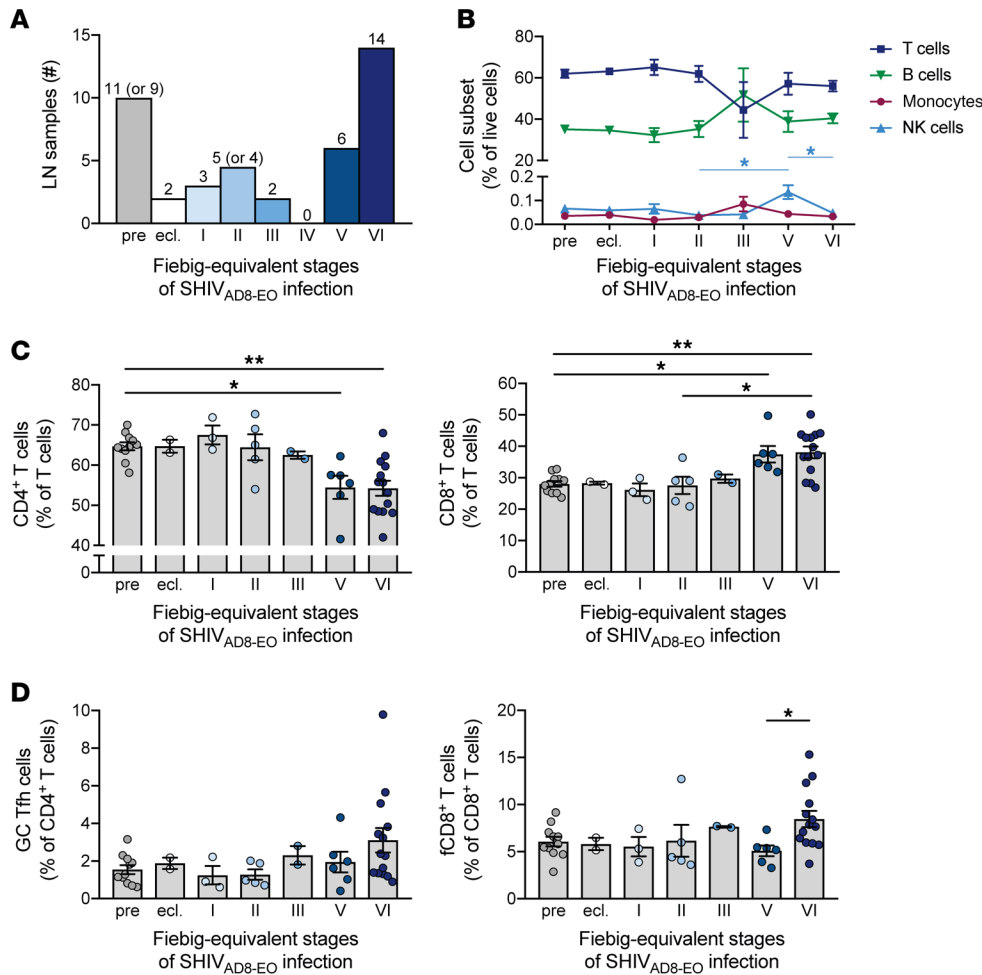 A
LN samples (#)
15
10
5
0
11 (or 9)
2
3
5 (or 4)
2
0
6
14
pre ecl. I II III IV V VI
Fiebig-equivalent stages
of SHIVAD8-EO infection
B
Cell subset
(% of live cells)
80
60
40
20
0.2
0.1
0.0
*
*
pre ecl. I II III V VI
Fiebig-equivalent stages
of SHIVAD8-EO infection
T cells
B cells
Monocytes
NK cells
C
CD4+ T cells
(% of T cells)
80
70
60
50
40
0
**
*
pre ecl. I II III V VI
Fiebig-equivalent stages
of SHIVAD8-EO infection
CD8+ T cells
(% of T cells)
60
50
40
30
20
10
0
**
*
*
pre ecl. I II III V VI
Fiebig-equivalent stages
of SHIVAD8-EO infection
D
GC Tfh cells
(% of CD4+ T cells)
10
8
6
4
2
0
pre ecl. I II III V VI
Fiebig-equivalent stages
of SHIVAD8-EO infection
fCD8+ T cells
(% of CD8+ T cells)
20
15
10
5
0
*
pre ecl. I II III V VI
Fiebig-equivalent stages
of SHIVAD8-EO infection